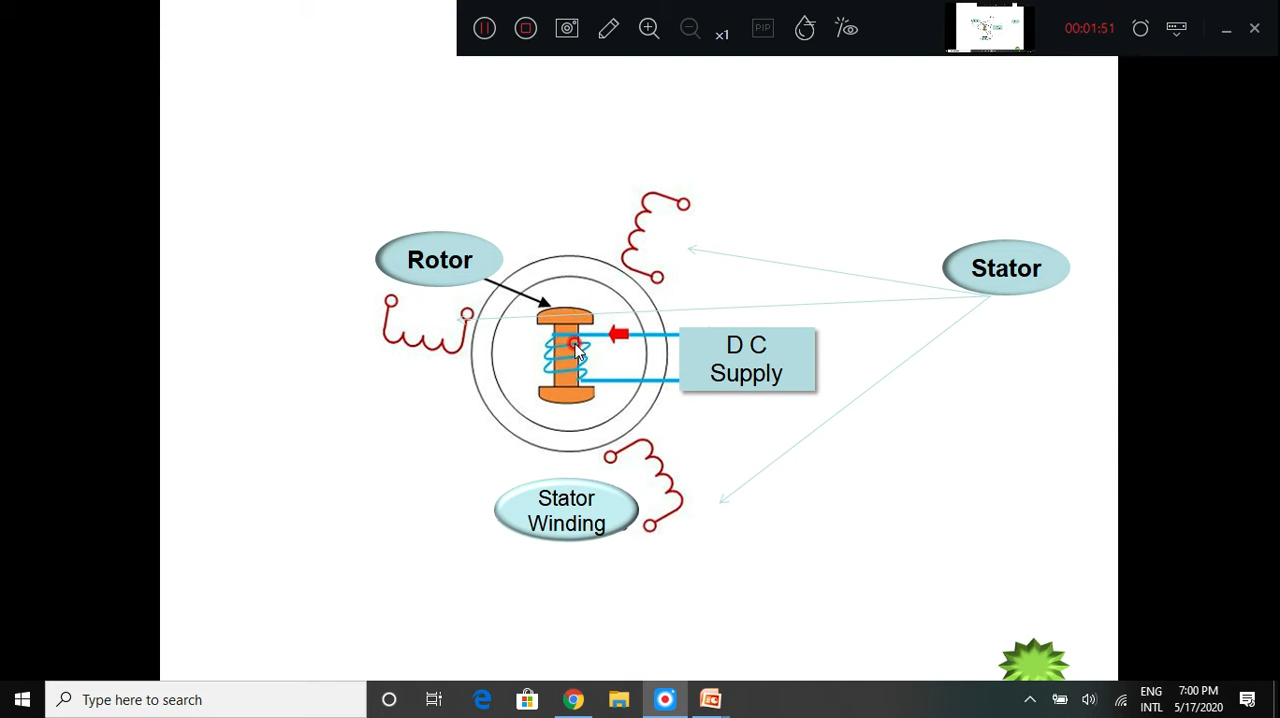 x1
PIP
00:01:51
Rotor
Stator
D C
Supply
Stator
Winding
Type here to search
ENG
INTL
7:00 PM
5/17/2020